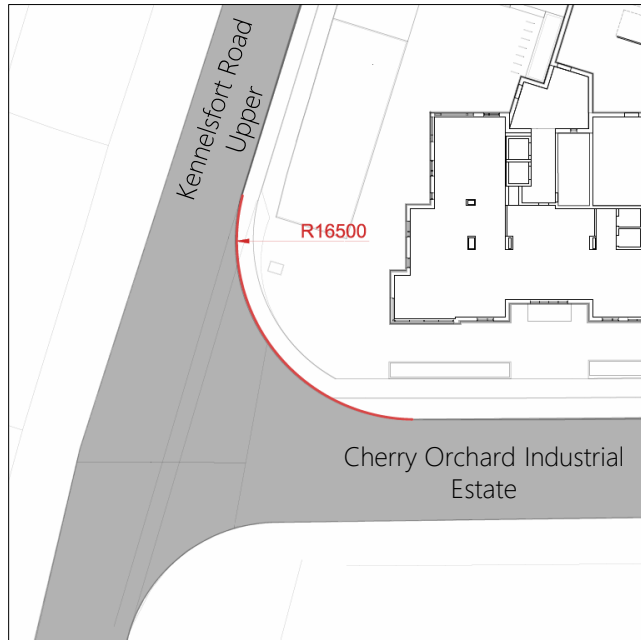 Kennelsfort Road
Upper
R16500
Cherry Orchard Industrial
Estate